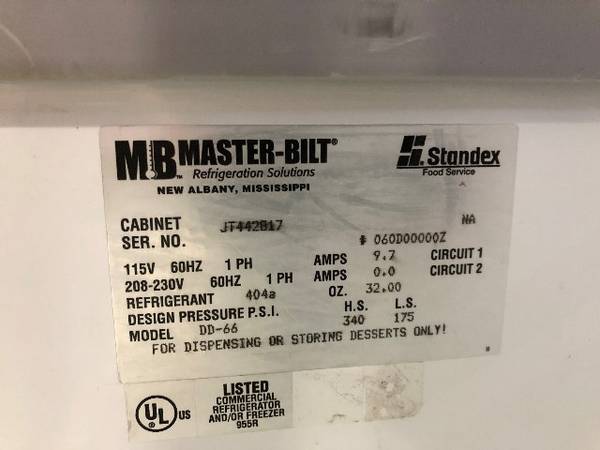 MB MASTER-BILT®
Refrigeration Solutions
NEW ALBANY, MISSISSIPPI
Standex
Food Service
CABINET SER. NO. JT442817 NA
# 060D00000Z
115V 60HZ 1 PH AMPS 9.7 CIRCUIT 1
208-230V 60HZ 1 PH AMPS 0.0 CIRCUIT 2
REFRIGERANT 404a OZ. 32.00
DESIGN PRESSURE P.S.I. H.S. 340 L.S. 175
MODEL DD-66
FOR DISPENSING OR STORING DESSERTS ONLY!
UL US
LISTED
COMMERCIAL
REFRIGERATOR
AND/OR FREEZER
955R